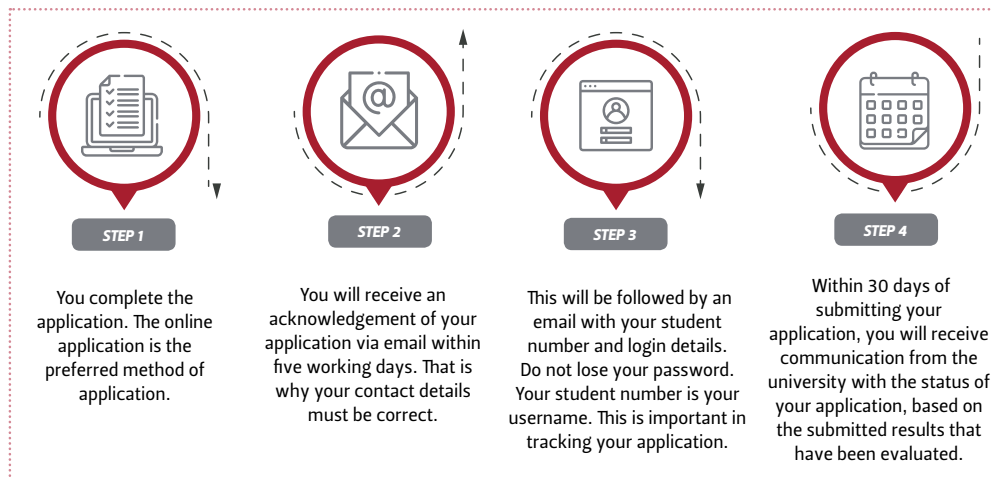 @
STEP 1
You complete the
application. The online
application is the
preferred method of
application.
STEP 2
You will receive an
acknowledgement of your
application via email within
five working days. That is
why your contact details
must be correct.
STEP 3
This will be followed by an
email with your student
number and login details.
Do not lose your password.
Your student number is your
username. This is important in
tracking your application.
STEP 4
Within 30 days of
submitting your
application, you will receive
communication from the
university with the status of
your application, based on
the submitted results that
have been evaluated.